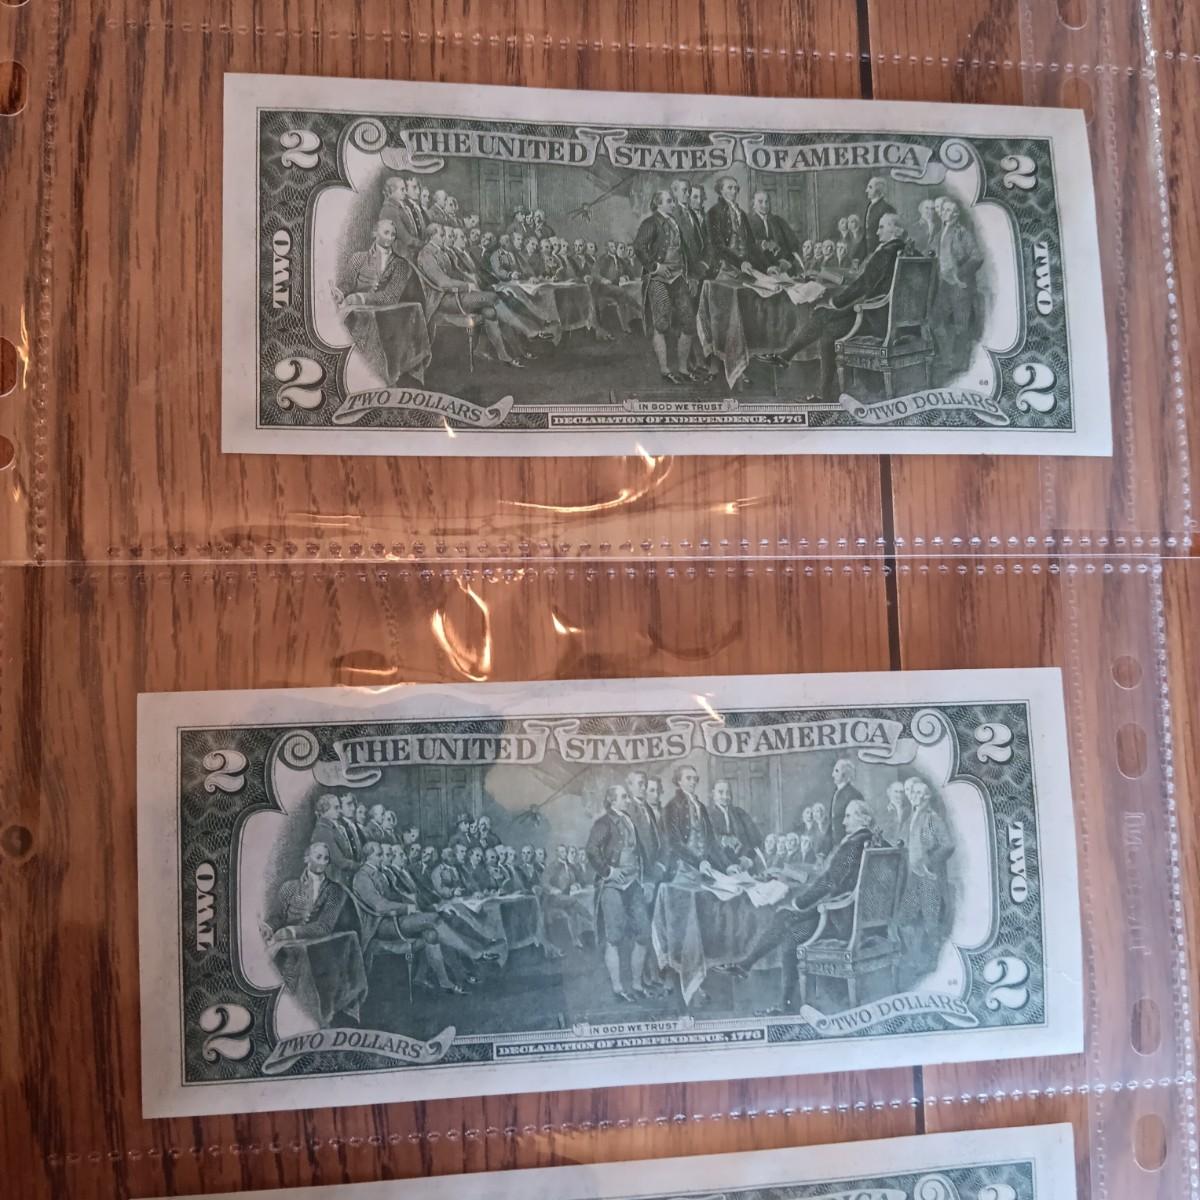 2 THE UNITED STATES OF AMERICA 2
TWO TWO
2 TWO DOLLARS IN GOD WE TRUST TWO DOLLARS 2
DECLARATION OF INDEPENDENCE, 1776
2 THE UNITED STATES OF AMERICA 2
TWO TWO
2 TWO DOLLARS IN GOD WE TRUST TWO DOLLARS 2
DECLARATION OF INDEPENDENCE, 1776